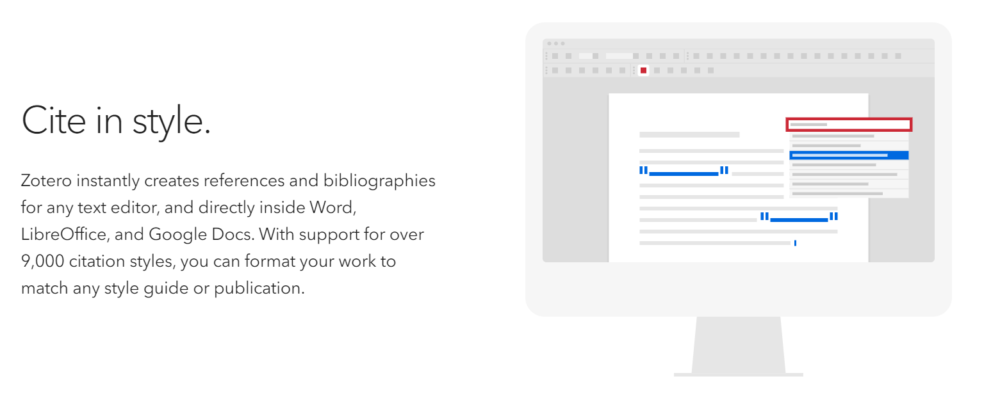 Cite in style.
Zotero instantly creates references and bibliographies
for any text editor, and directly inside Word,
LibreOffice, and Google Docs. With support for over
9,000 citation styles, you can format your work to
match any style guide or publication.